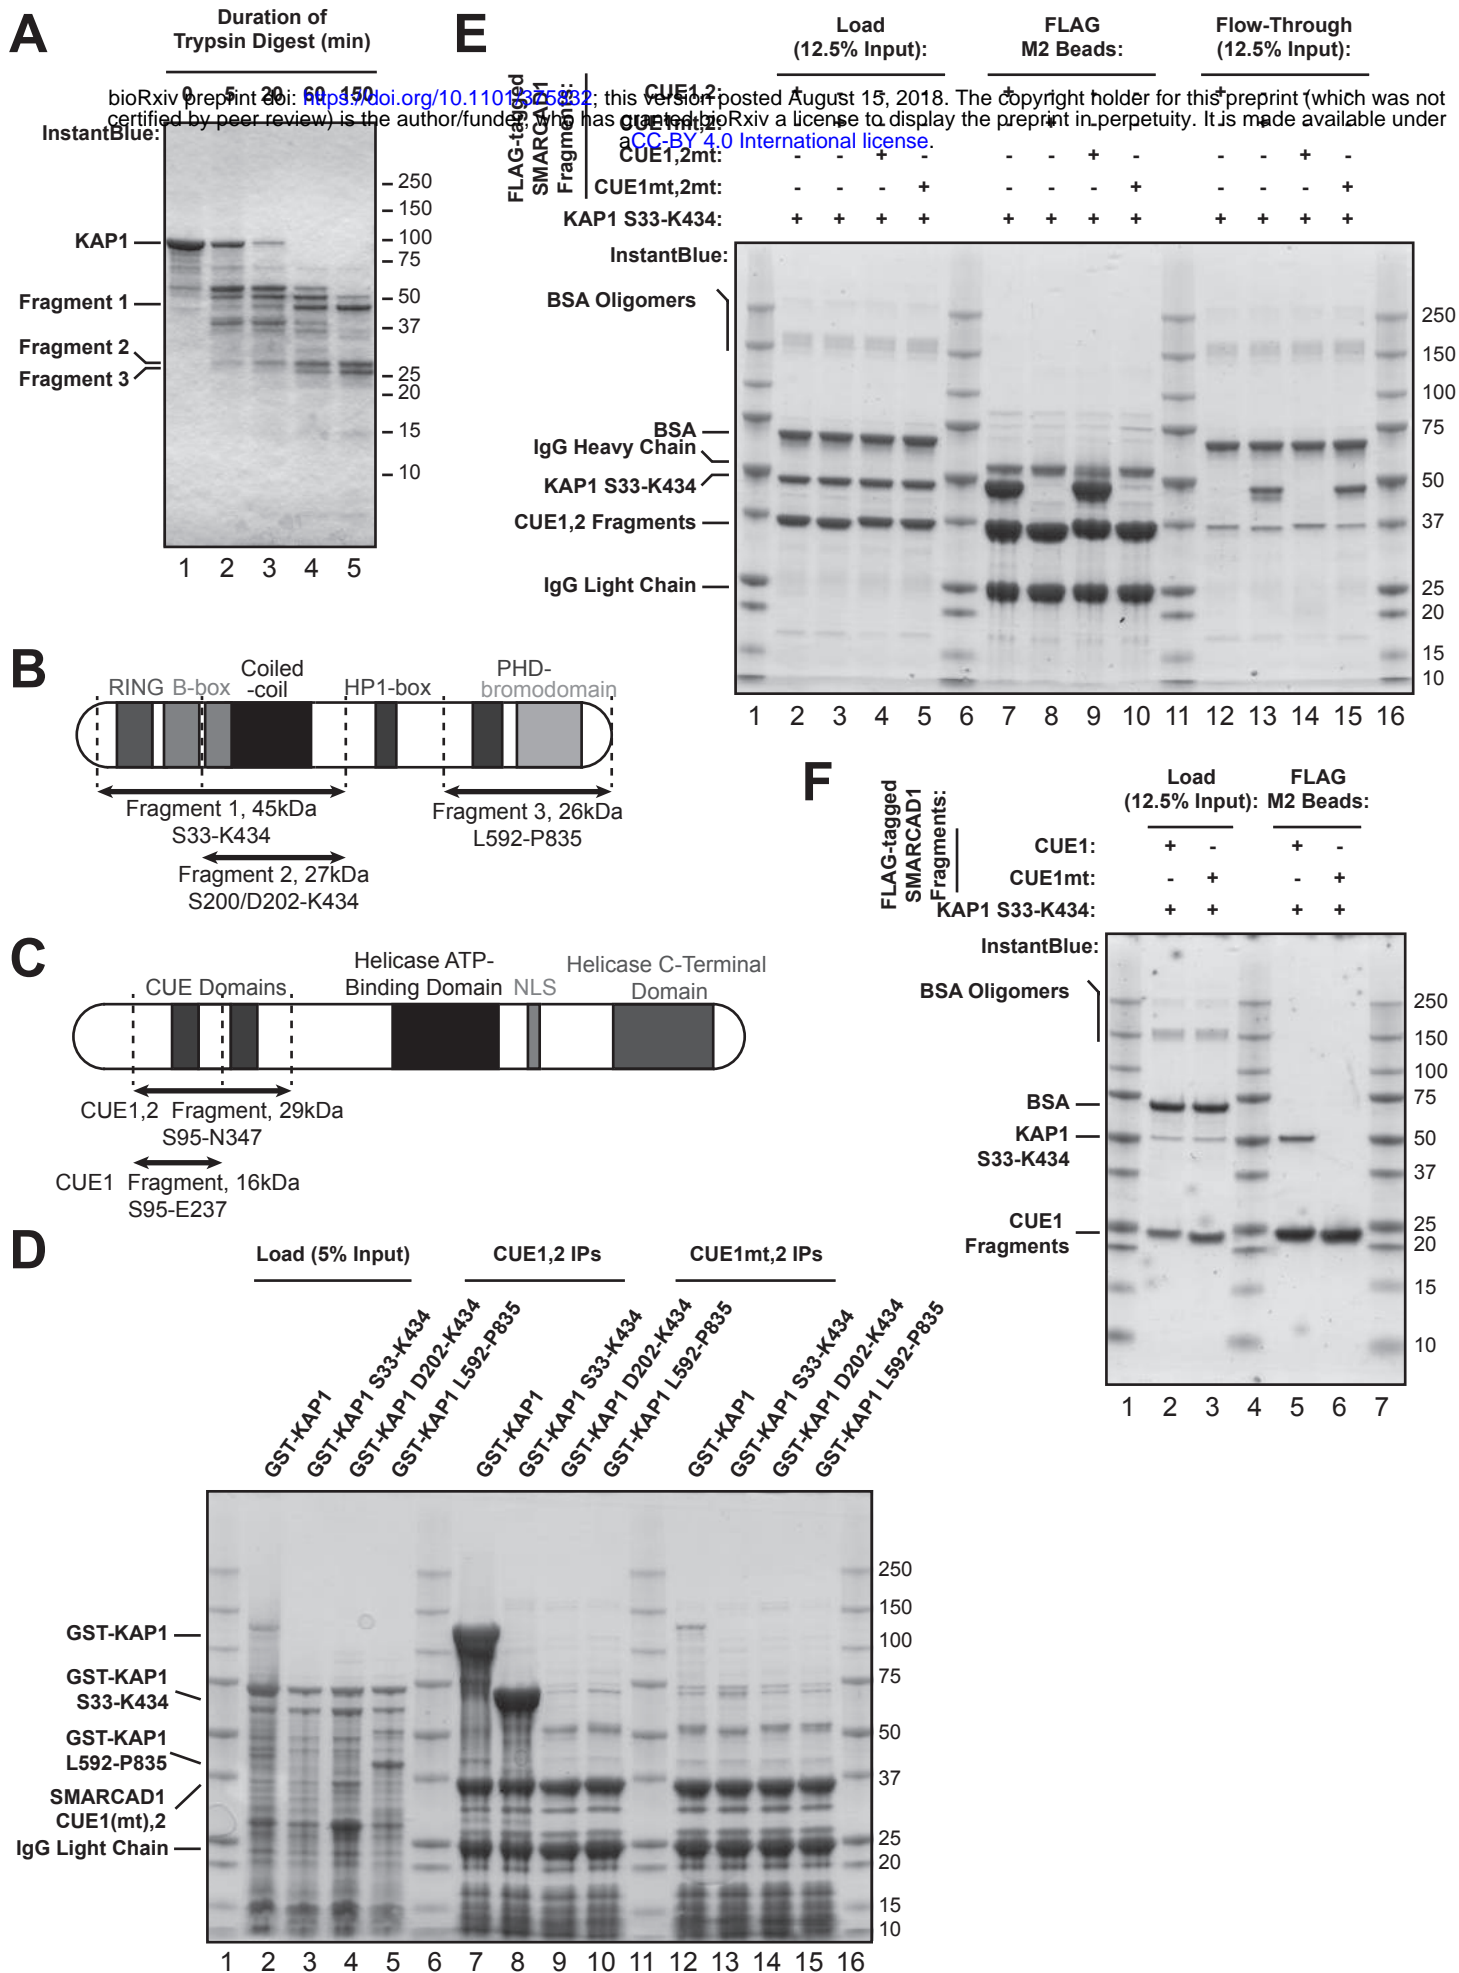 A
Duration of
Trypsin Digest (min)
0 5 20 60 150
InstantBlue:
250
150
100
75
50
37
25
20
15
10
KAP1
Fragment 1
Fragment 2
Fragment 3
1 2 3 4 5
bioRxiv preprint doi: https://doi.org/10.1101/375832; this version posted August 15, 2018. The copyright holder for this preprint (which was not
certified by peer review) is the author/funder, who has granted bioRxiv a license to display the preprint in perpetuity. It is made available under
aCC-BY 4.0 International license.
E
Load
(12.5% Input):
FLAG
M2 Beads:
Flow-Through
(12.5% Input):
FLAG-tagged
SMARCAD1
Fragments:
CUE1,2: + - - - + - - - + - - -
CUE1mt,2: - + - - - + - - - + - -
CUE1,2mt: - - + - - - + - - - + -
CUE1mt,2mt: - - - + - - - + - - - +
KAP1 S33-K434: + + + + + + + + + + + +
InstantBlue:
BSA Oligomers
BSA
IgG Heavy Chain
KAP1 S33-K434
CUE1,2 Fragments
IgG Light Chain
250
150
100
75
50
37
25
20
15
10
1 2 3 4 5 6 7 8 9 10 11 12 13 14 15 16
B
RING B-box
Coiled
-coil
HP1-box
PHD-
bromodomain
Fragment 1, 45kDa
S33-K434
Fragment 2, 27kDa
S200/D202-K434
Fragment 3, 26kDa
L592-P835
C
CUE Domains
Helicase ATP-
Binding Domain
NLS
Helicase C-Terminal
Domain
CUE1,2 Fragment, 29kDa
S95-N347
CUE1 Fragment, 16kDa
S95-E237
D
Load (5% Input)
CUE1,2 IPs
CUE1mt,2 IPs
GST-KAP1
GST-KAP1 S33-K434
GST-KAP1 D202-K434
GST-KAP1 L592-P835
GST-KAP1
GST-KAP1 S33-K434
GST-KAP1 D202-K434
GST-KAP1 L592-P835
GST-KAP1
GST-KAP1 S33-K434
GST-KAP1 D202-K434
GST-KAP1 L592-P835
GST-KAP1
GST-KAP1
S33-K434
GST-KAP1
L592-P835
SMARCAD1
CUE1(mt),2
IgG Light Chain
250
150
100
75
50
37
25
20
15
10
1 2 3 4 5 6 7 8 9 10 11 12 13 14 15 16
F
Load
(12.5% Input):
FLAG
M2 Beads:
FLAG-tagged
SMARCAD1
Fragments:
CUE1: + - + -
CUE1mt: - + - +
KAP1 S33-K434: + + + +
InstantBlue:
BSA Oligomers
BSA
KAP1
S33-K434
CUE1
Fragments
250
150
100
75
50
37
25
20
15
10
1 2 3 4 5 6 7